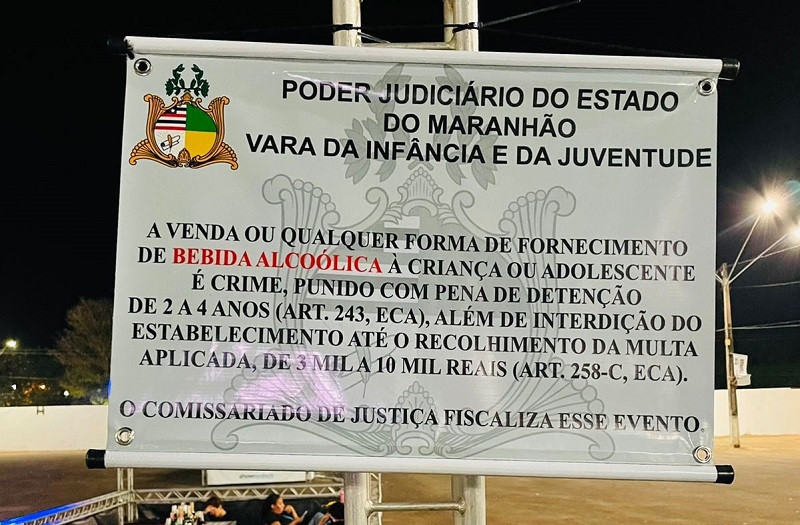 PODER JUDICIÁRIO DO ESTADO
DO MARANHÃO
VARA DA INFÂNCIA E DA JUVENTUDE
A VENDA OU QUALQUER FORMA DE FORNECIMENTO
DE BEBIDA ALCOÓLICA À CRIANÇA OU ADOLESCENTE
É CRIME, PUNIDO COM PENA DE DETENÇÃO
DE 2 A 4 ANOS (ART. 243, ECA), ALÉM DE INTERDIÇÃO DO
ESTABELECIMENTO ATÉ O RECOLHIMENTO DA MULTA
APLICADA, DE 3 MIL A 10 MIL REAIS (ART. 258-C, ECA).
O COMISSARIADO DE JUSTIÇA FISCALIZA ESSE EVENTO.